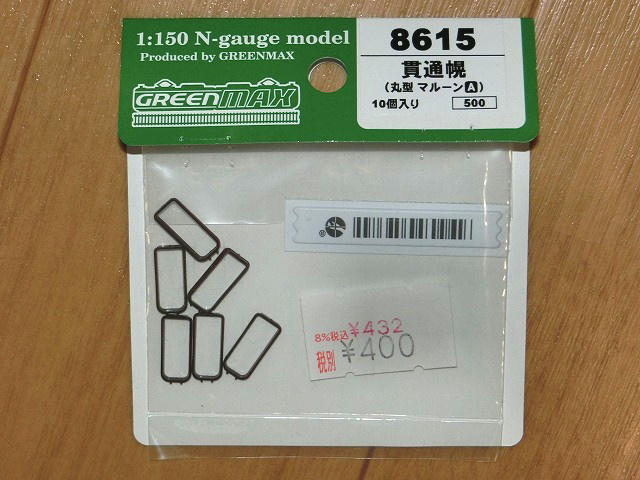 1:150 N-gauge model
Produced by GREENMAX
GREENMAX
8615
貫通幌
(丸型 マルーンA)
10個入り 500
®
8%税込¥432
税別 ¥400